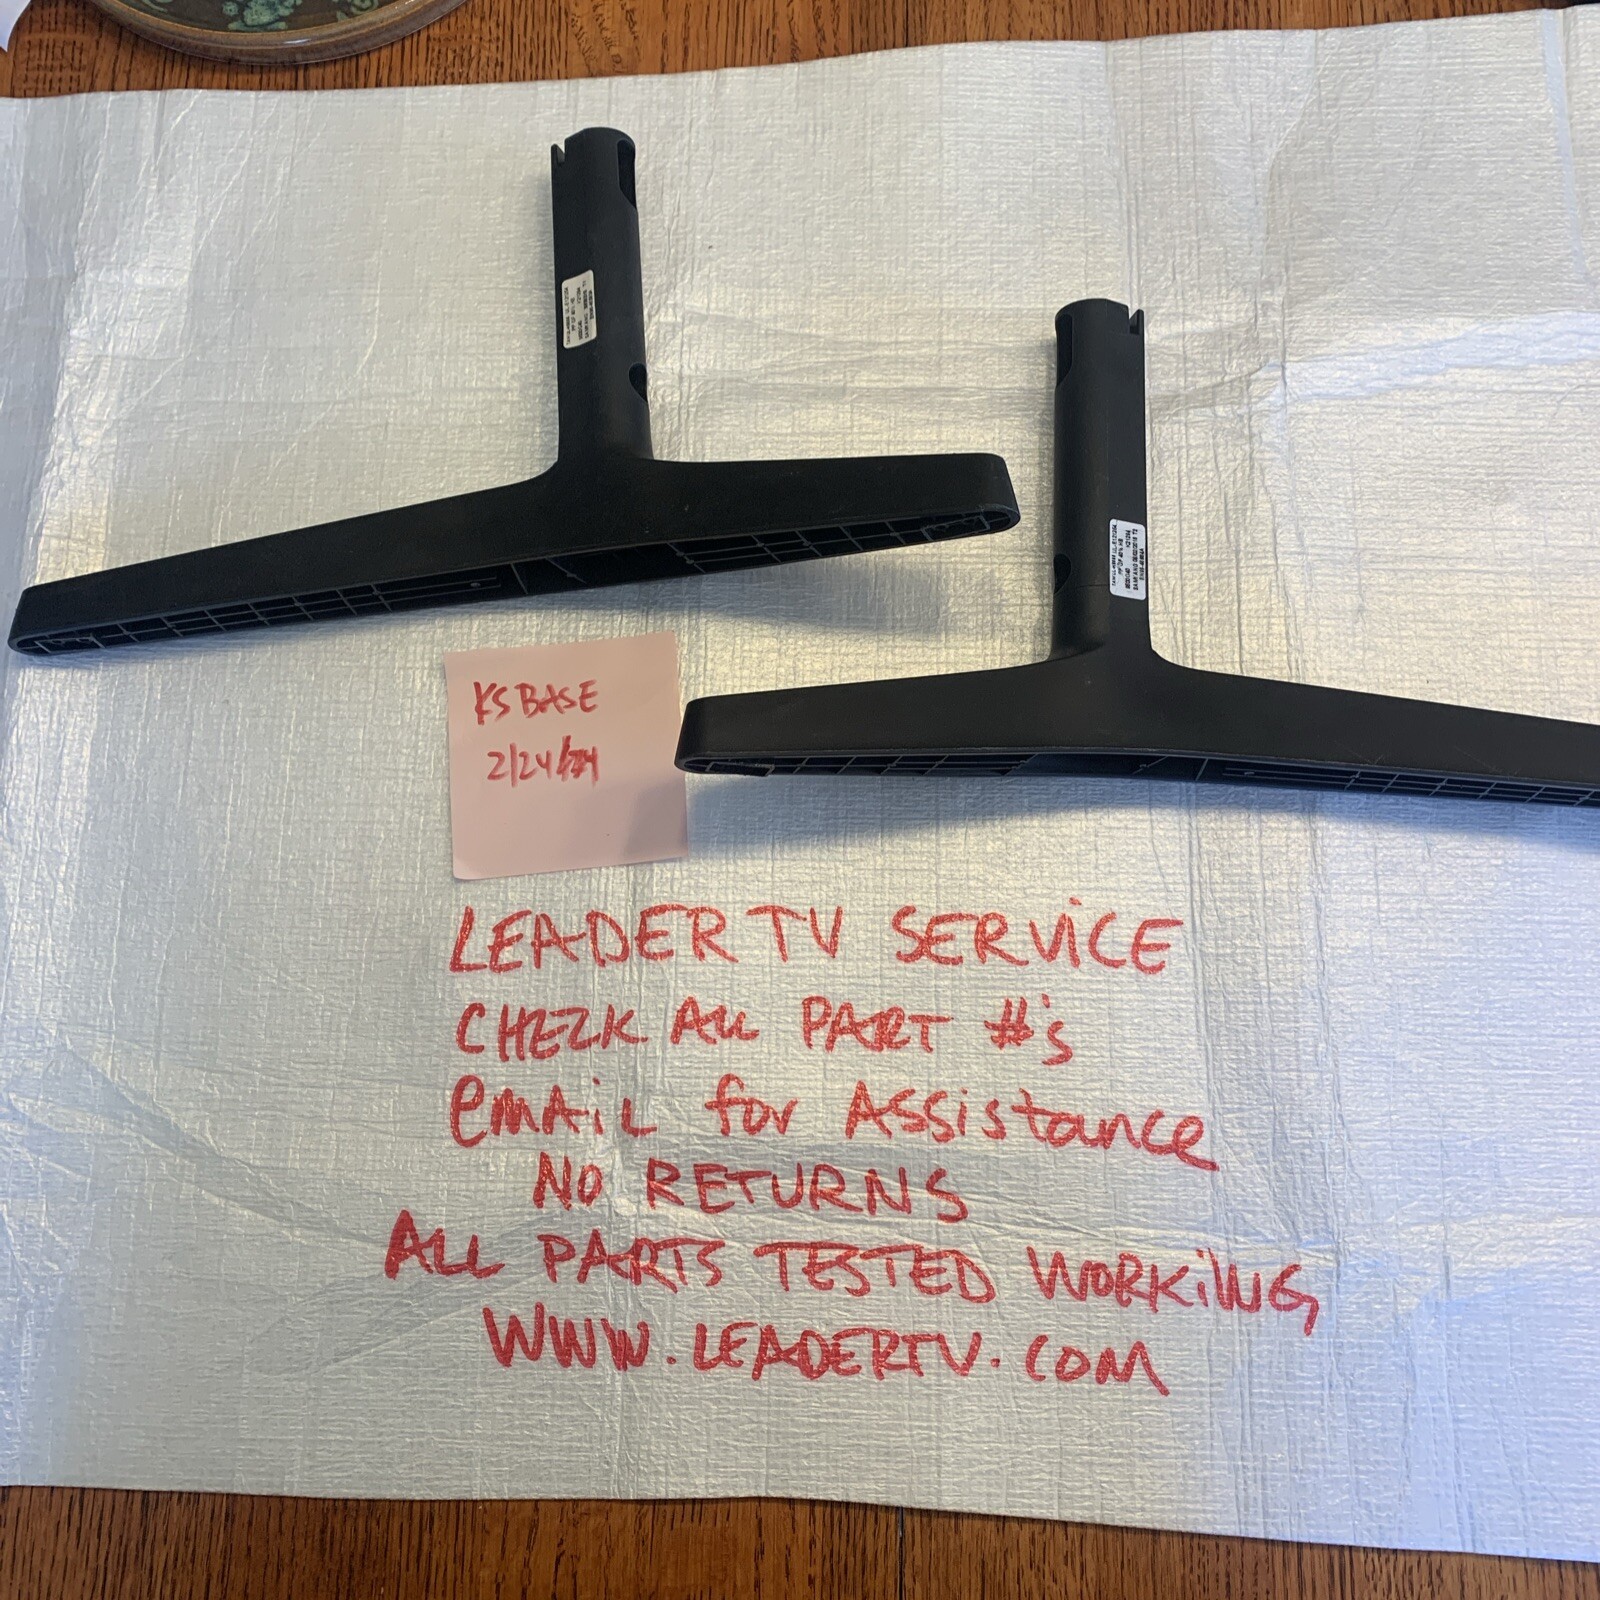 KS BASE
2/24/24
LEADER TV SERVICE
CHECK ALL PART #'s
EMAIL for Assistance
NO RETURNS
ALL PARTS TESTED WORKING
WWW.LEADERTV.COM